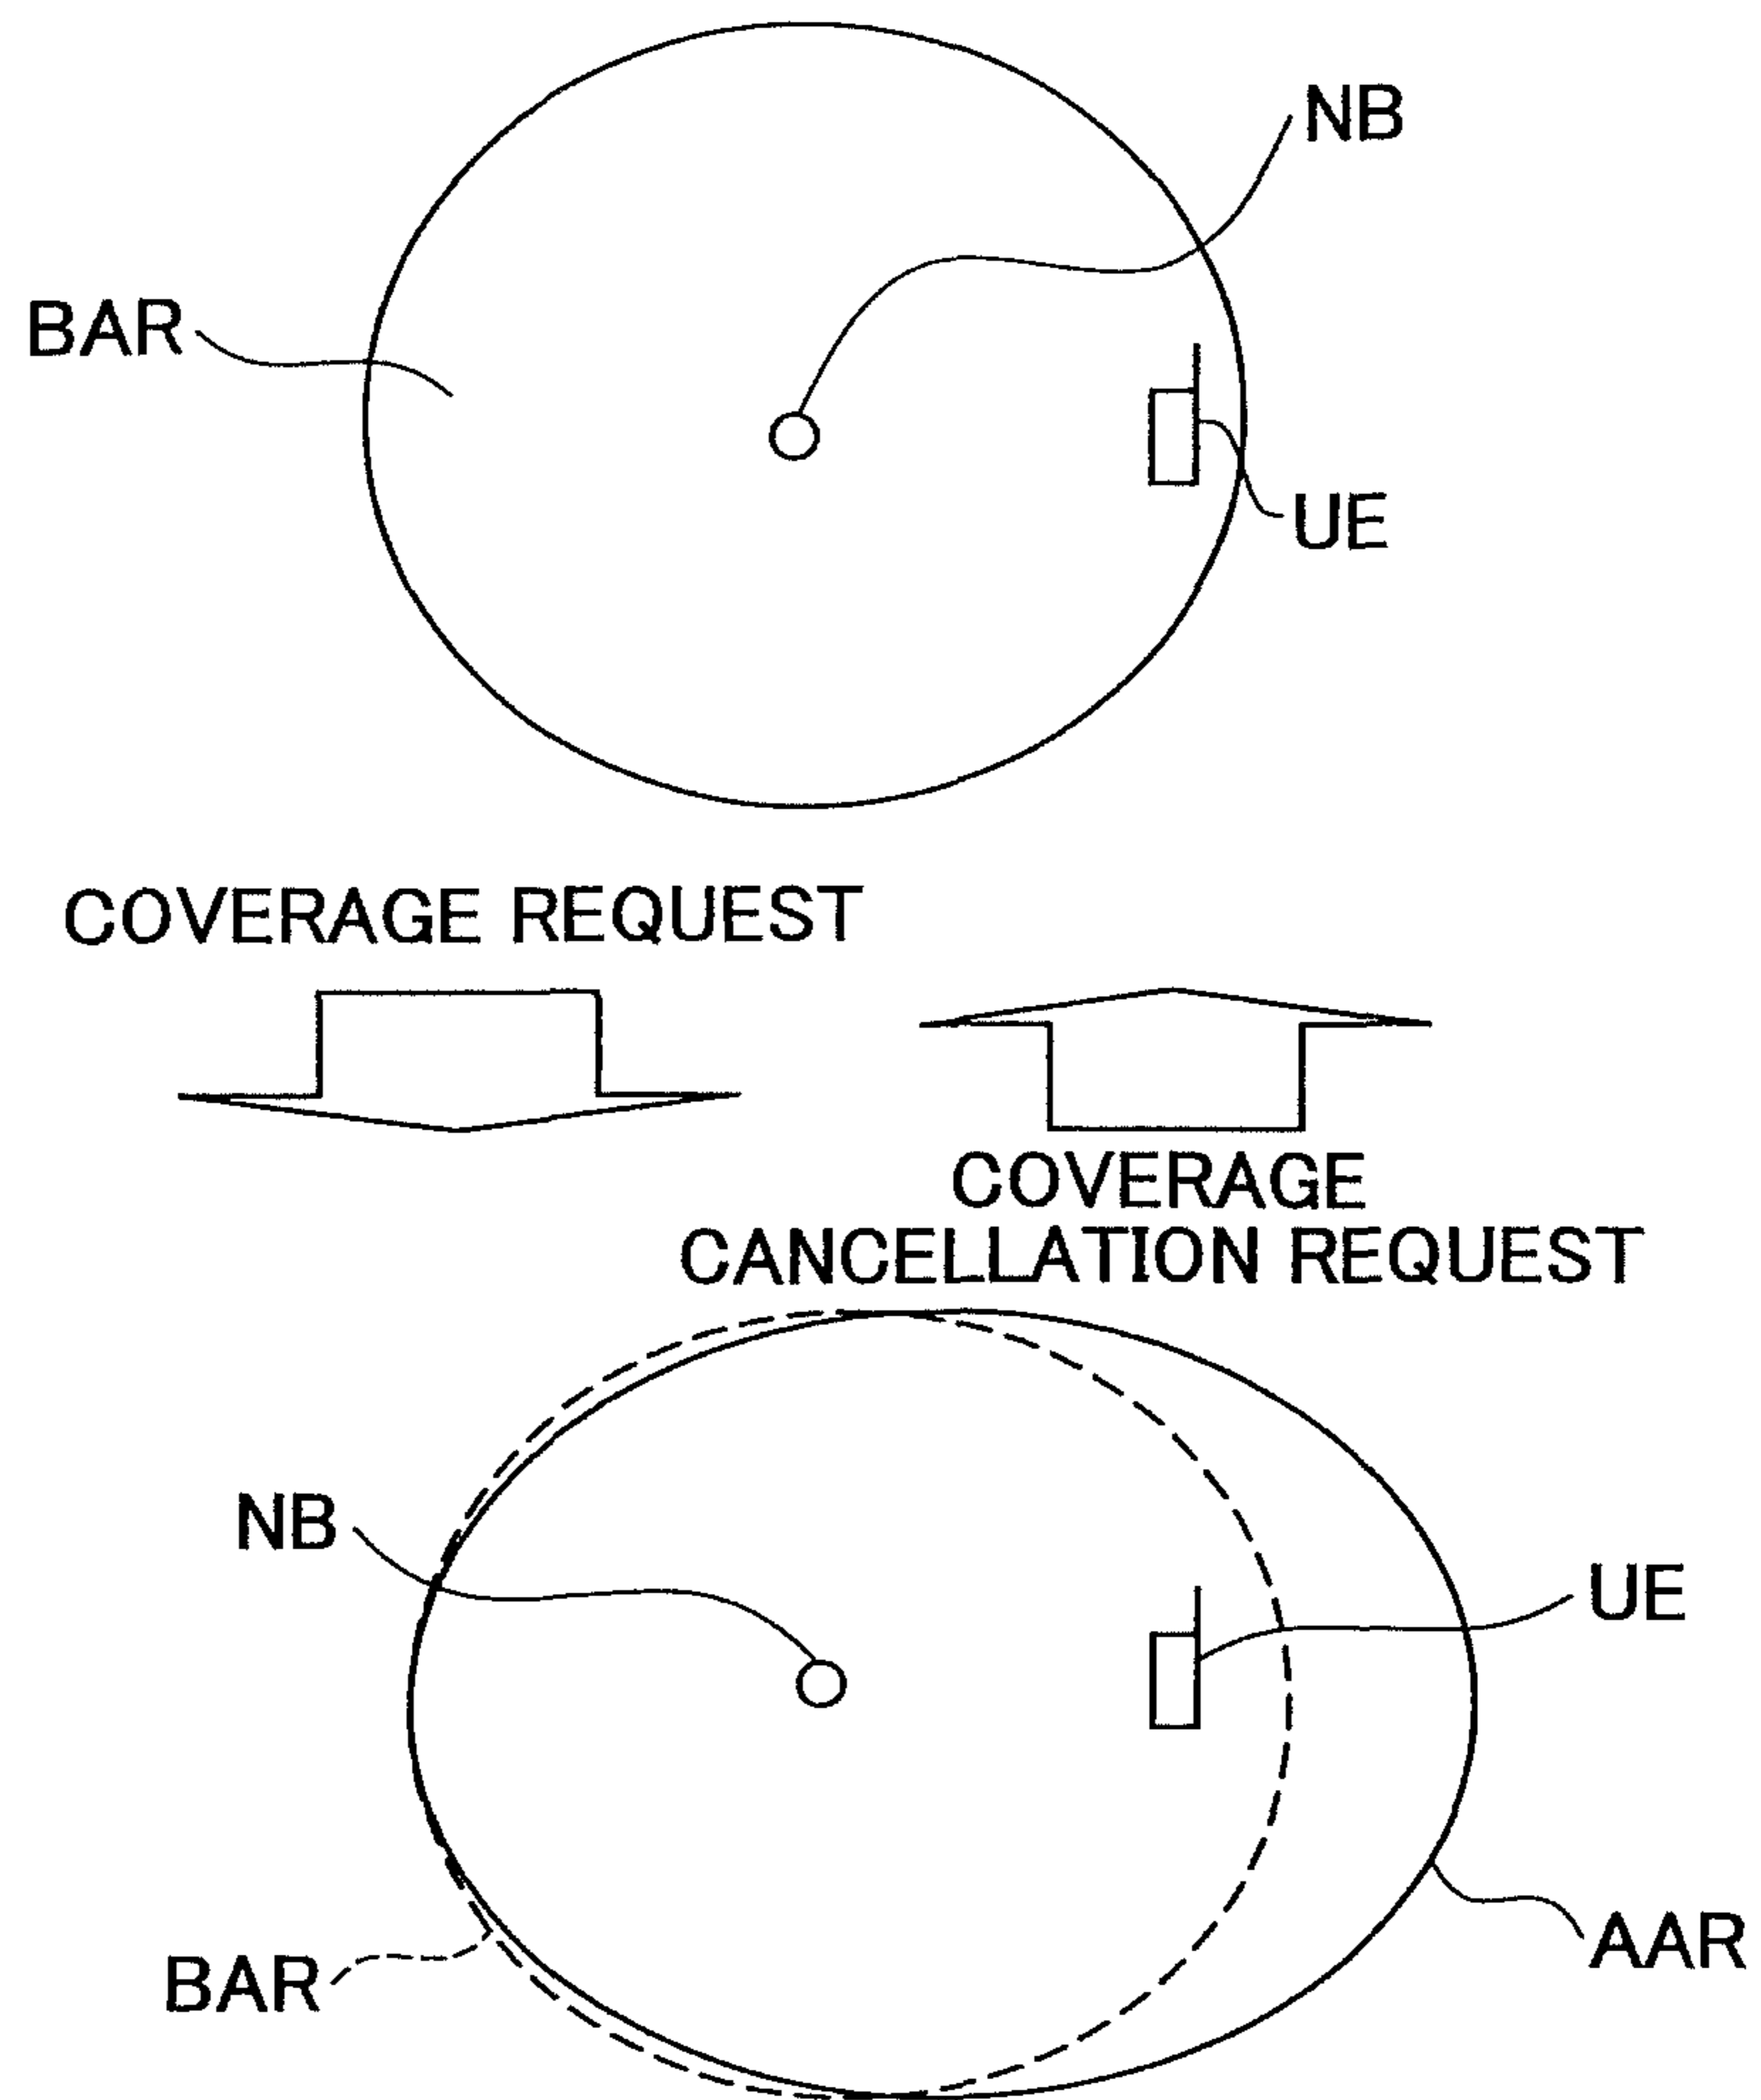 NB
BAR
UE
COVERAGE REQUEST
COVERAGE
CANCELLATION REQUEST
NB
UE
AAR
BAR